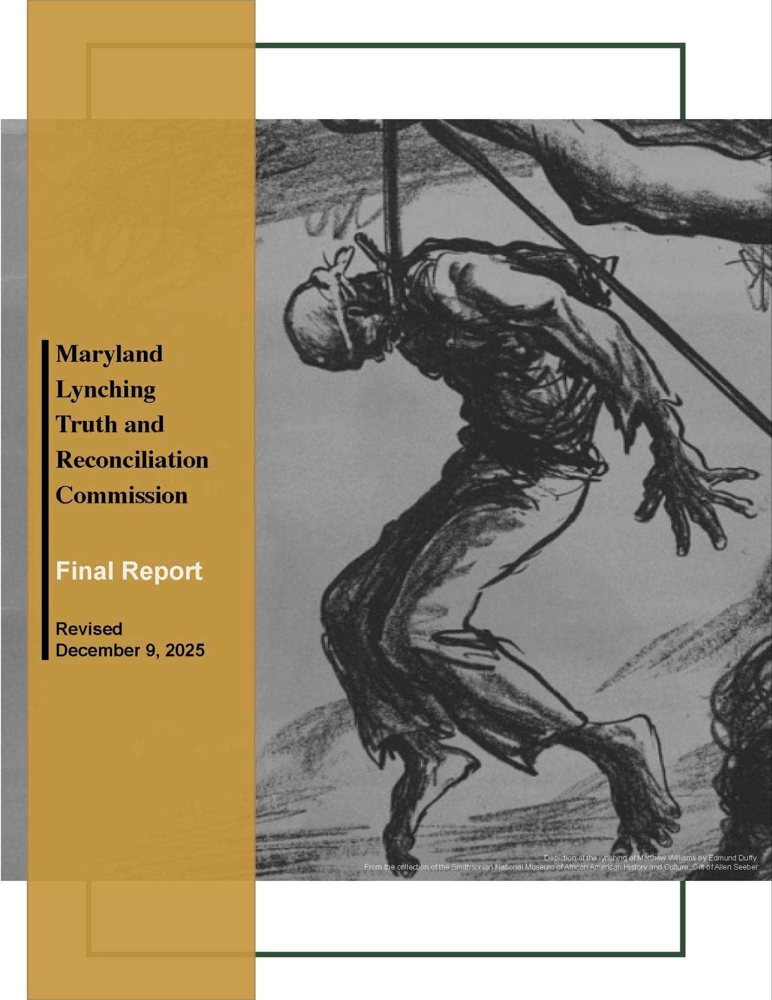 Maryland
Lynching
Truth and
Reconciliation
Commission
Final Report
Revised
December 9, 2025
Depiction of the lynching of Matthew Williams by Edmund Duffy.
From the collection of the Smithsonian National Museum of African American History and Culture, Gift of Allen Seeber